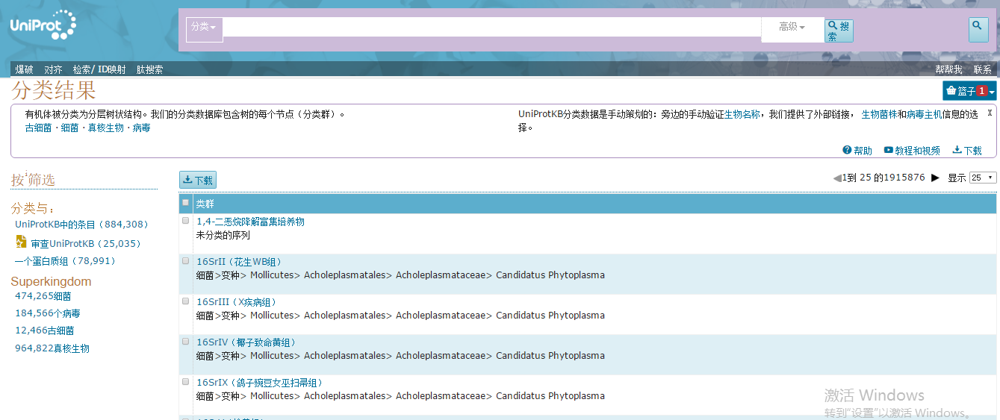 UniProt
分类
高级
搜索
爆破 对齐 检索/ ID映射 肽搜索
帮帮我 联系
分类结果
篮子 1
有机体被分类为分层树状结构。我们的分类数据库包含树的每个节点（分类群）。
古细菌·细菌·真核生物·病毒
UniProtKB分类数据是手动策划的：旁边的手动验证生物名称，我们提供了外部链接， 生物菌株和病毒主机信息的选择。
X
帮助 教程和视频 下载
按i筛选
下载
1到 25 的1915876 显示 25
分类与：
类群
UniProtKB中的条目（884,308）
审查UniProtKB（25,035）
一个蛋白质组（78,991）
Superkingdom
474,265细菌
184,566个病毒
12,466古细菌
964,822真核生物
1,4-二恶烷降解富集培养物
未分类的序列
16SrII（花生WB组）
细菌>变种> Mollicutes> Acholeplasmatales> Acholeplasmataceae> Candidatus Phytoplasma
16SrIII（X疾病组）
细菌>变种> Mollicutes> Acholeplasmatales> Acholeplasmataceae> Candidatus Phytoplasma
16SrIV（椰子致命黄组）
细菌>变种> Mollicutes> Acholeplasmatales> Acholeplasmataceae> Candidatus Phytoplasma
16SrIX（鸽子豌豆女巫扫帚组）
细菌>变种> Mollicutes> Acholeplasmatales> Acholeplasmataceae> Candidatus Phytoplasma
激活 Windows
转到“设置”以激活 Windows。